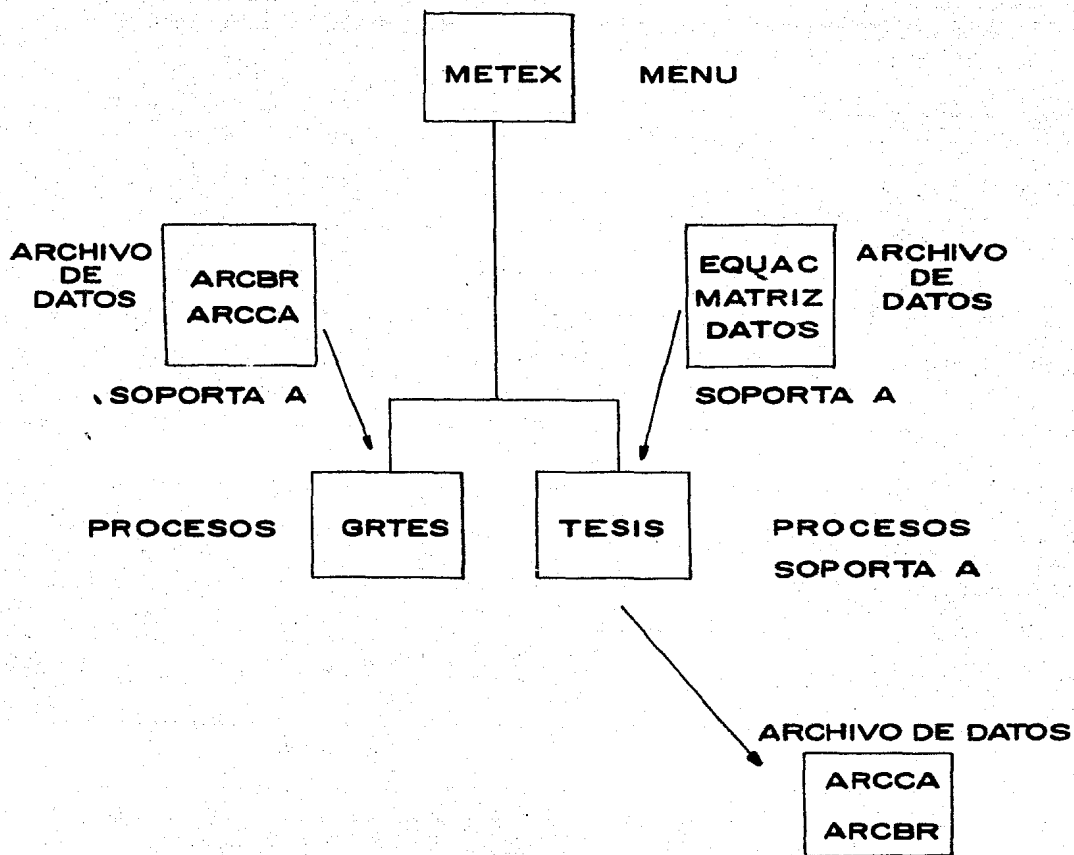 METEX MENU
ARCHIVO
DE
DATOS
ARCBR
ARCCA
SOPORTA A
EQUAC
MATRIZ
DATOS
ARCHIVO
DE
DATOS
SOPORTA A
PROCESOS
GRTES
TESIS
PROCESOS
SOPORTA A
ARCHIVO DE DATOS
ARCCA
ARCBR